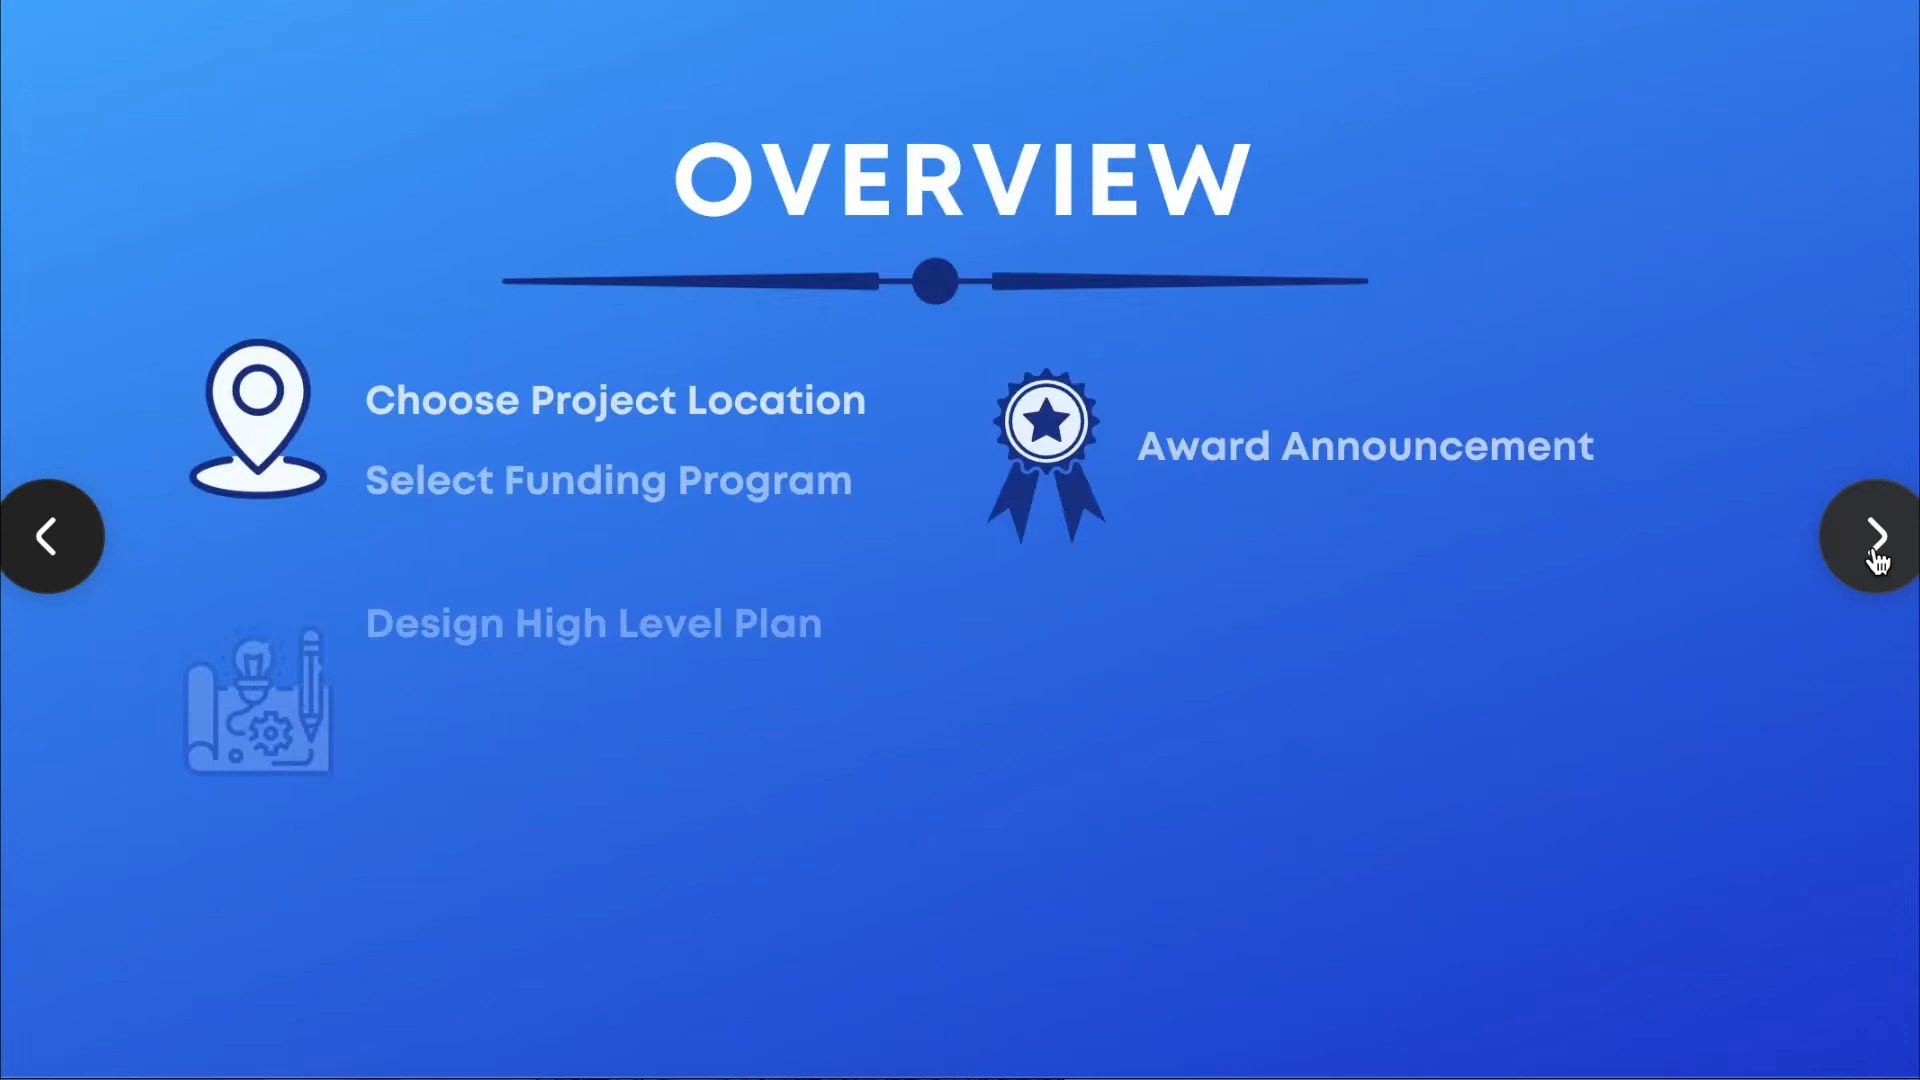 OVERVIEW
Choose Project Location
Select Funding Program
Design High Level Plan
Award Announcement